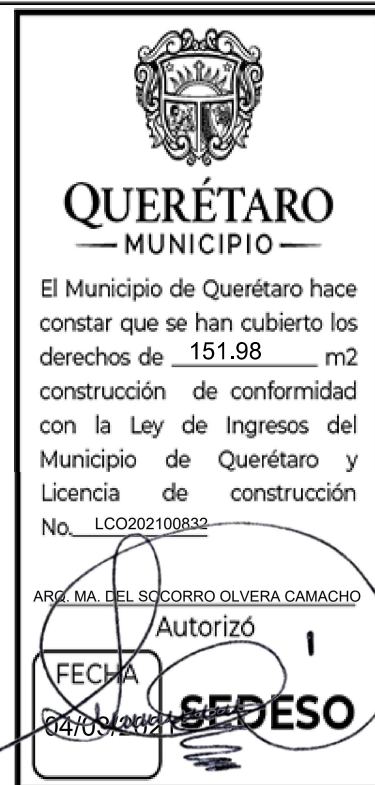 QUERÉTARO
MUNICIPIO
El Municipio de Querétaro hace
constar que se han cubierto los
derechos de 151.98 m2
construcción de conformidad
con la Ley de Ingresos del
Municipio de Querétaro y
Licencia de construcción
No. LCO202100832
ARQ. MA. DEL SOCORRO OLVERA CAMACHO
Autorizó
FECHA
SEDESO